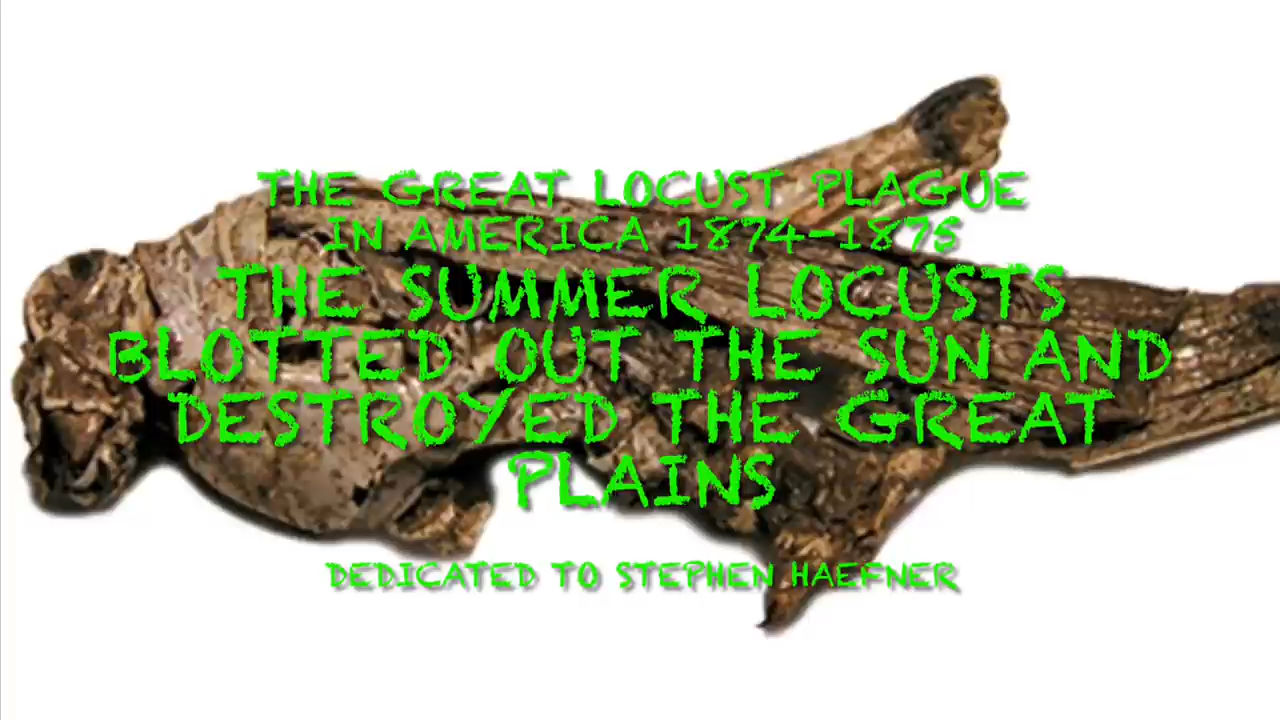 THE GREAT LOCUST PLAGUE
IN AMERICA 1874-1875
THE SUMMER LOCUSTS
BLOTTED OUT THE SUN AND
DESTROYED THE GREAT
PLAINS
DEDICATED TO STEPHEN HAEFNER